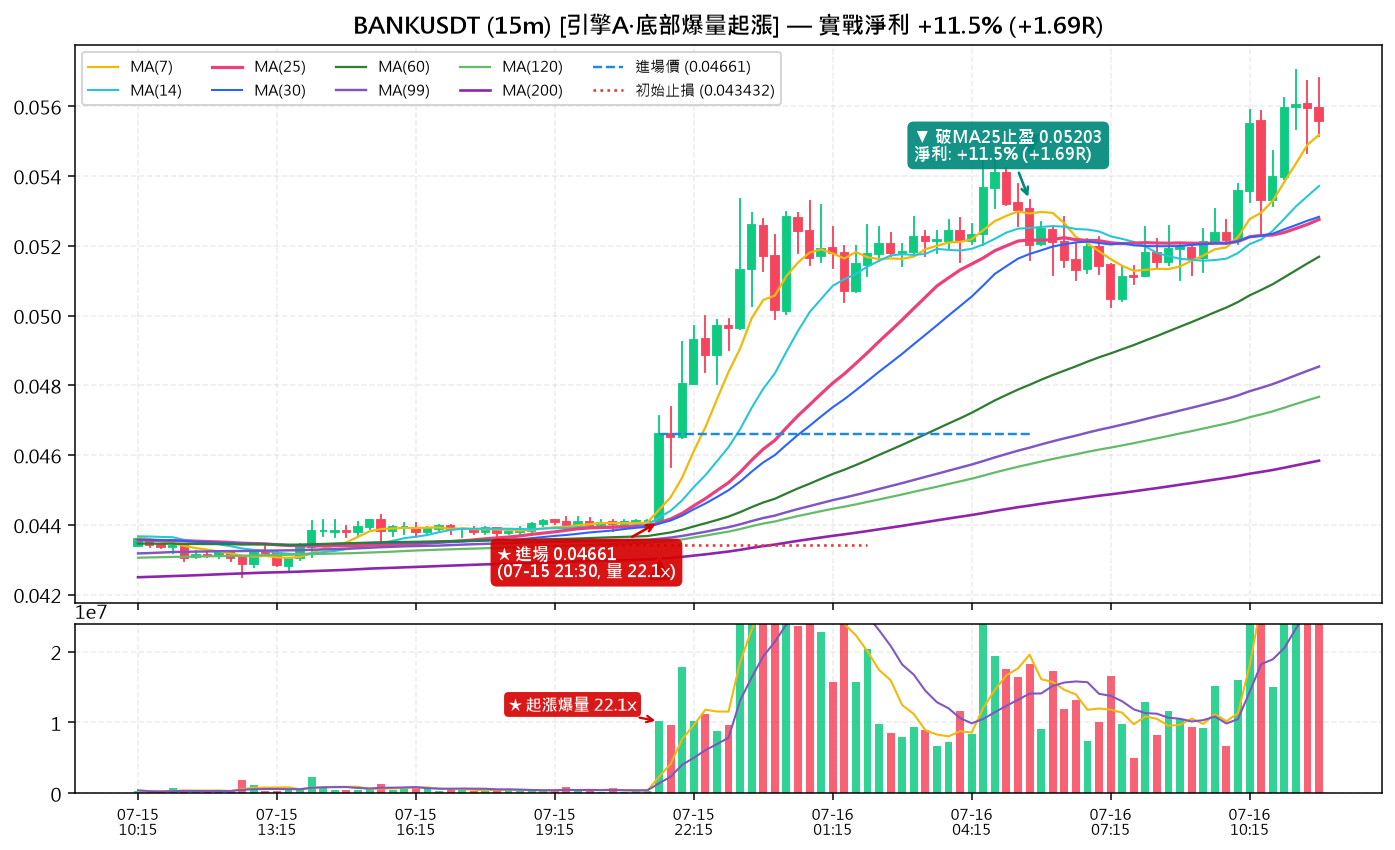 BANKUSDT (15m) [引擎A·底部爆量起漲] — 實戰淨利 +11.5% (+1.69R)
MA(7)
MA(14)
MA(25)
MA(30)
MA(60)
MA(99)
MA(120)
MA(200)
進場價 (0.04661)
初始止損 (0.043432)
0.056
0.054
0.052
0.050
0.048
0.046
0.044
0.042
▼ 破MA25止盈 0.05203
淨利: +11.5% (+1.69R)
★ 進場 0.04661
(07-15 21:30, 量 22.1x)
1e7
2
1
0
★ 起漲爆量 22.1x
07-15
10:15
07-15
13:15
07-15
16:15
07-15
19:15
07-15
22:15
07-16
01:15
07-16
04:15
07-16
07:15
07-16
10:15